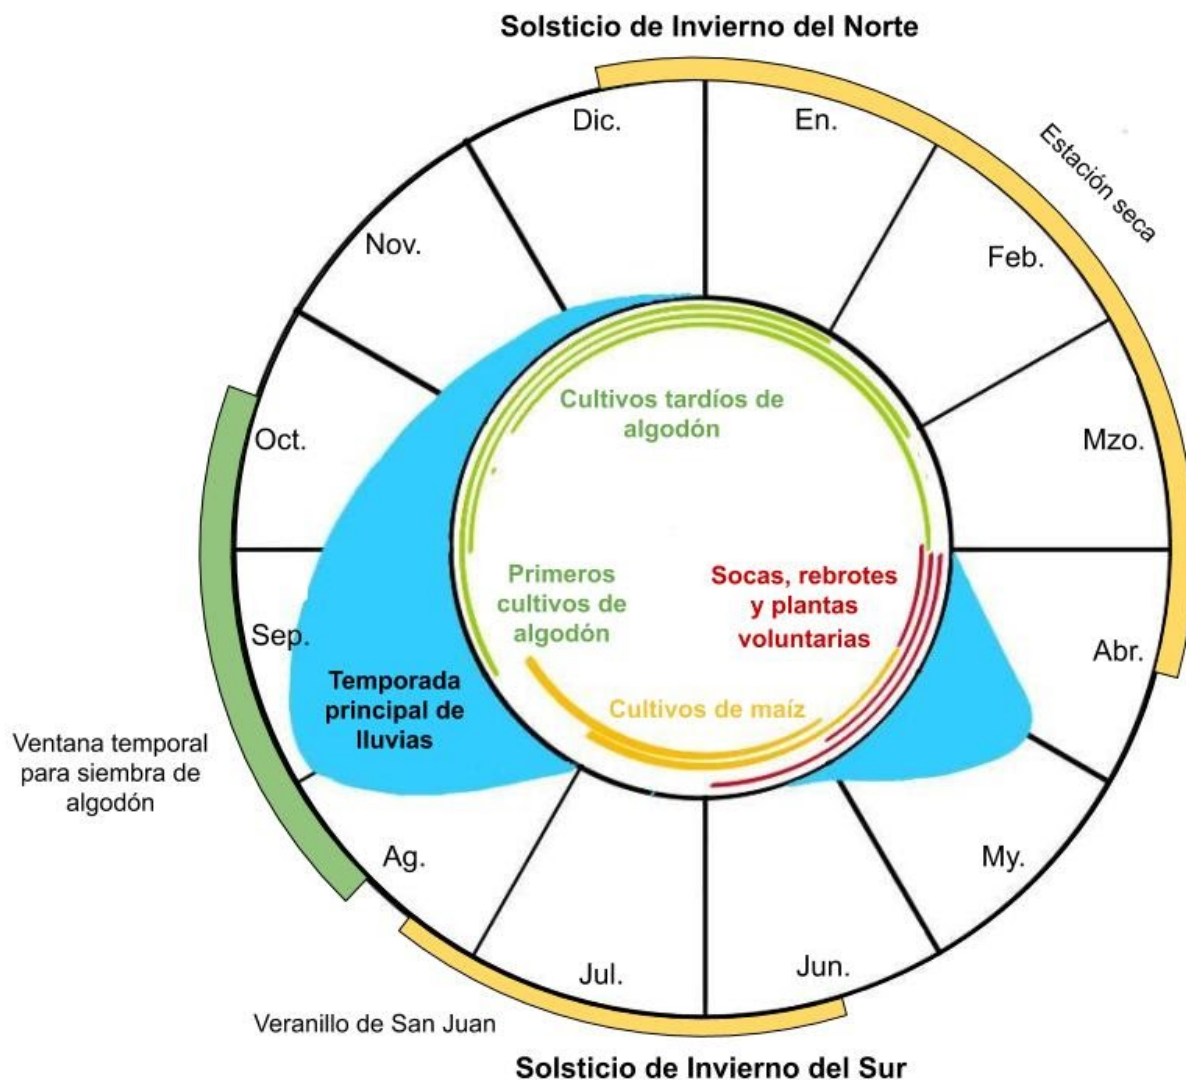 Solsticio de Invierno del Norte
Dic.
En.
Estación seca
Nov.
Feb.
Cultivos tardíos de
algodón
Oct.
Mzo.
Primeros
cultivos de
algodón
Socas, rebrotes
y plantas
voluntarias
Sep.
Abr.
Temporada
principal de
lluvias
Cultivos de maíz
Ventana temporal
para siembra de
algodón
Ag.
My.
Jul.
Jun.
Veranillo de San Juan
Solsticio de Invierno del Sur